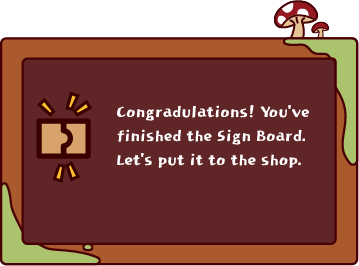 Congradulations! You've
finished the Sign Board.
Let's put it to the shop.